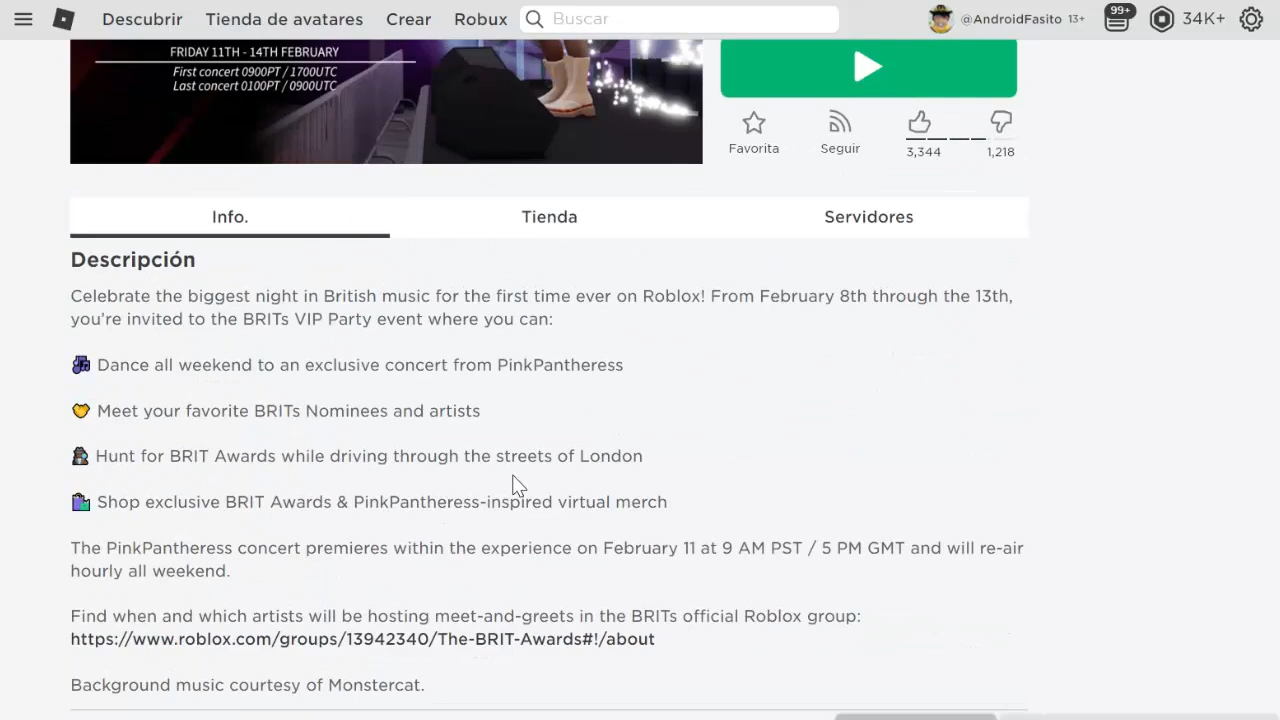 Descubrir Tienda de avatares Crear Robux Buscar @AndroidFasito 13+ 99+ 34K+
FRIDAY 11TH - 14TH FEBRUARY
First concert 0900PT / 1700UTC
Last concert 0100PT / 0900UTC
Favorita Seguir 3,344 1,218
Info. Tienda Servidores
Descripción
Celebrate the biggest night in British music for the first time ever on Roblox! From February 8th through the 13th,
you’re invited to the BRITs VIP Party event where you can:
Dance all weekend to an exclusive concert from PinkPantheress
Meet your favorite BRITs Nominees and artists
Hunt for BRIT Awards while driving through the streets of London
Shop exclusive BRIT Awards & PinkPantheress-inspired virtual merch
The PinkPantheress concert premieres within the experience on February 11 at 9 AM PST / 5 PM GMT and will re-air
hourly all weekend.
Find when and which artists will be hosting meet-and-greets in the BRITs official Roblox group:
https://www.roblox.com/groups/13942340/The-BRIT-Awards#!/about
Background music courtesy of Monstercat.